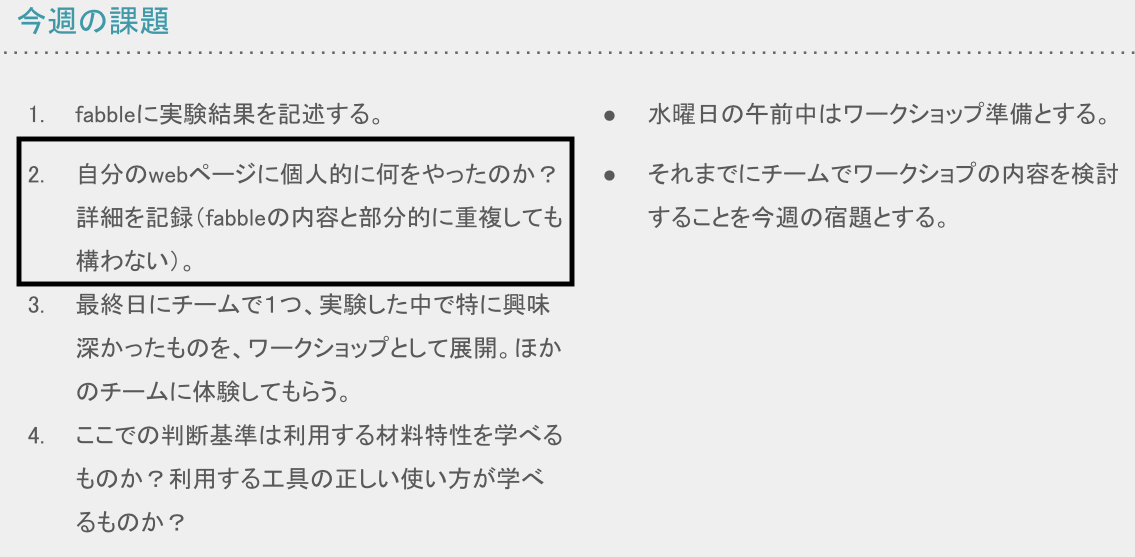 今週の課題
1. fabbleに実験結果を記述する。
2. 自分のwebページに個人的に何をやったのか？
詳細を記録（fabbleの内容と部分的に重複しても
構わない）。
3. 最終日にチームで１つ、実験した中で特に興味
深かったものを、ワークショップとして展開。ほか
のチームに体験してもらう。
4. ここでの判断基準は利用する材料特性を学べる
ものか？利用する工具の正しい使い方が学べ
るものか？
● 水曜日の午前中はワークショップ準備とする。
● それまでにチームでワークショプの内容を検討
することを今週の宿題とする。